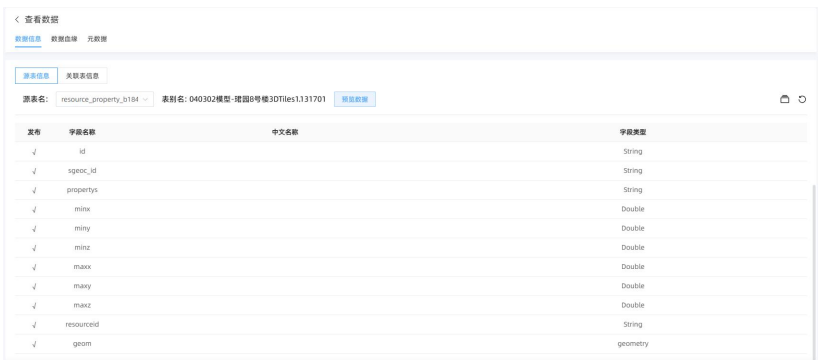 查看数据
数据信息 数据血缘 元数据
源表信息 关联表信息
源表名: resource_property_b184 表别名: 040302模型-珺园8号楼3DTiles1.131701 预览数据
发布 字段名称 中文名称 字段类型
√ id String
√ sgeoc_id String
√ propertys String
√ minx Double
√ miny Double
√ minz Double
√ maxx Double
√ maxy Double
√ maxz Double
√ resourceid String
√ geom geometry